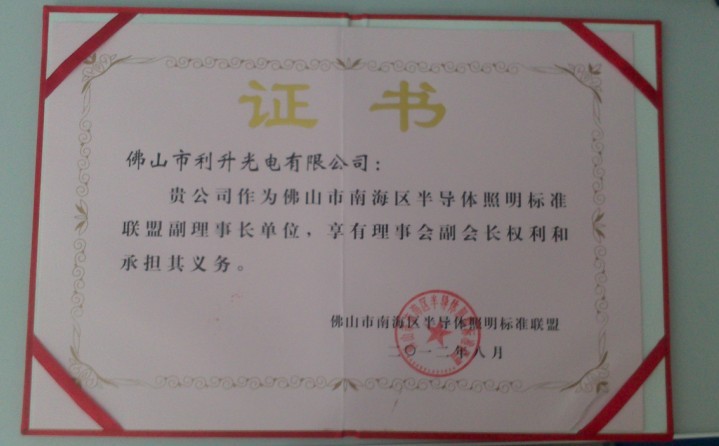 证书
佛山市利升光电有限公司：
贵公司作为佛山市南海区半导体照明标准
联盟副理事长单位，享有理事会副会长权利和
承担其义务。
佛山市南海区半导体照明标准联盟
二〇一二年八月